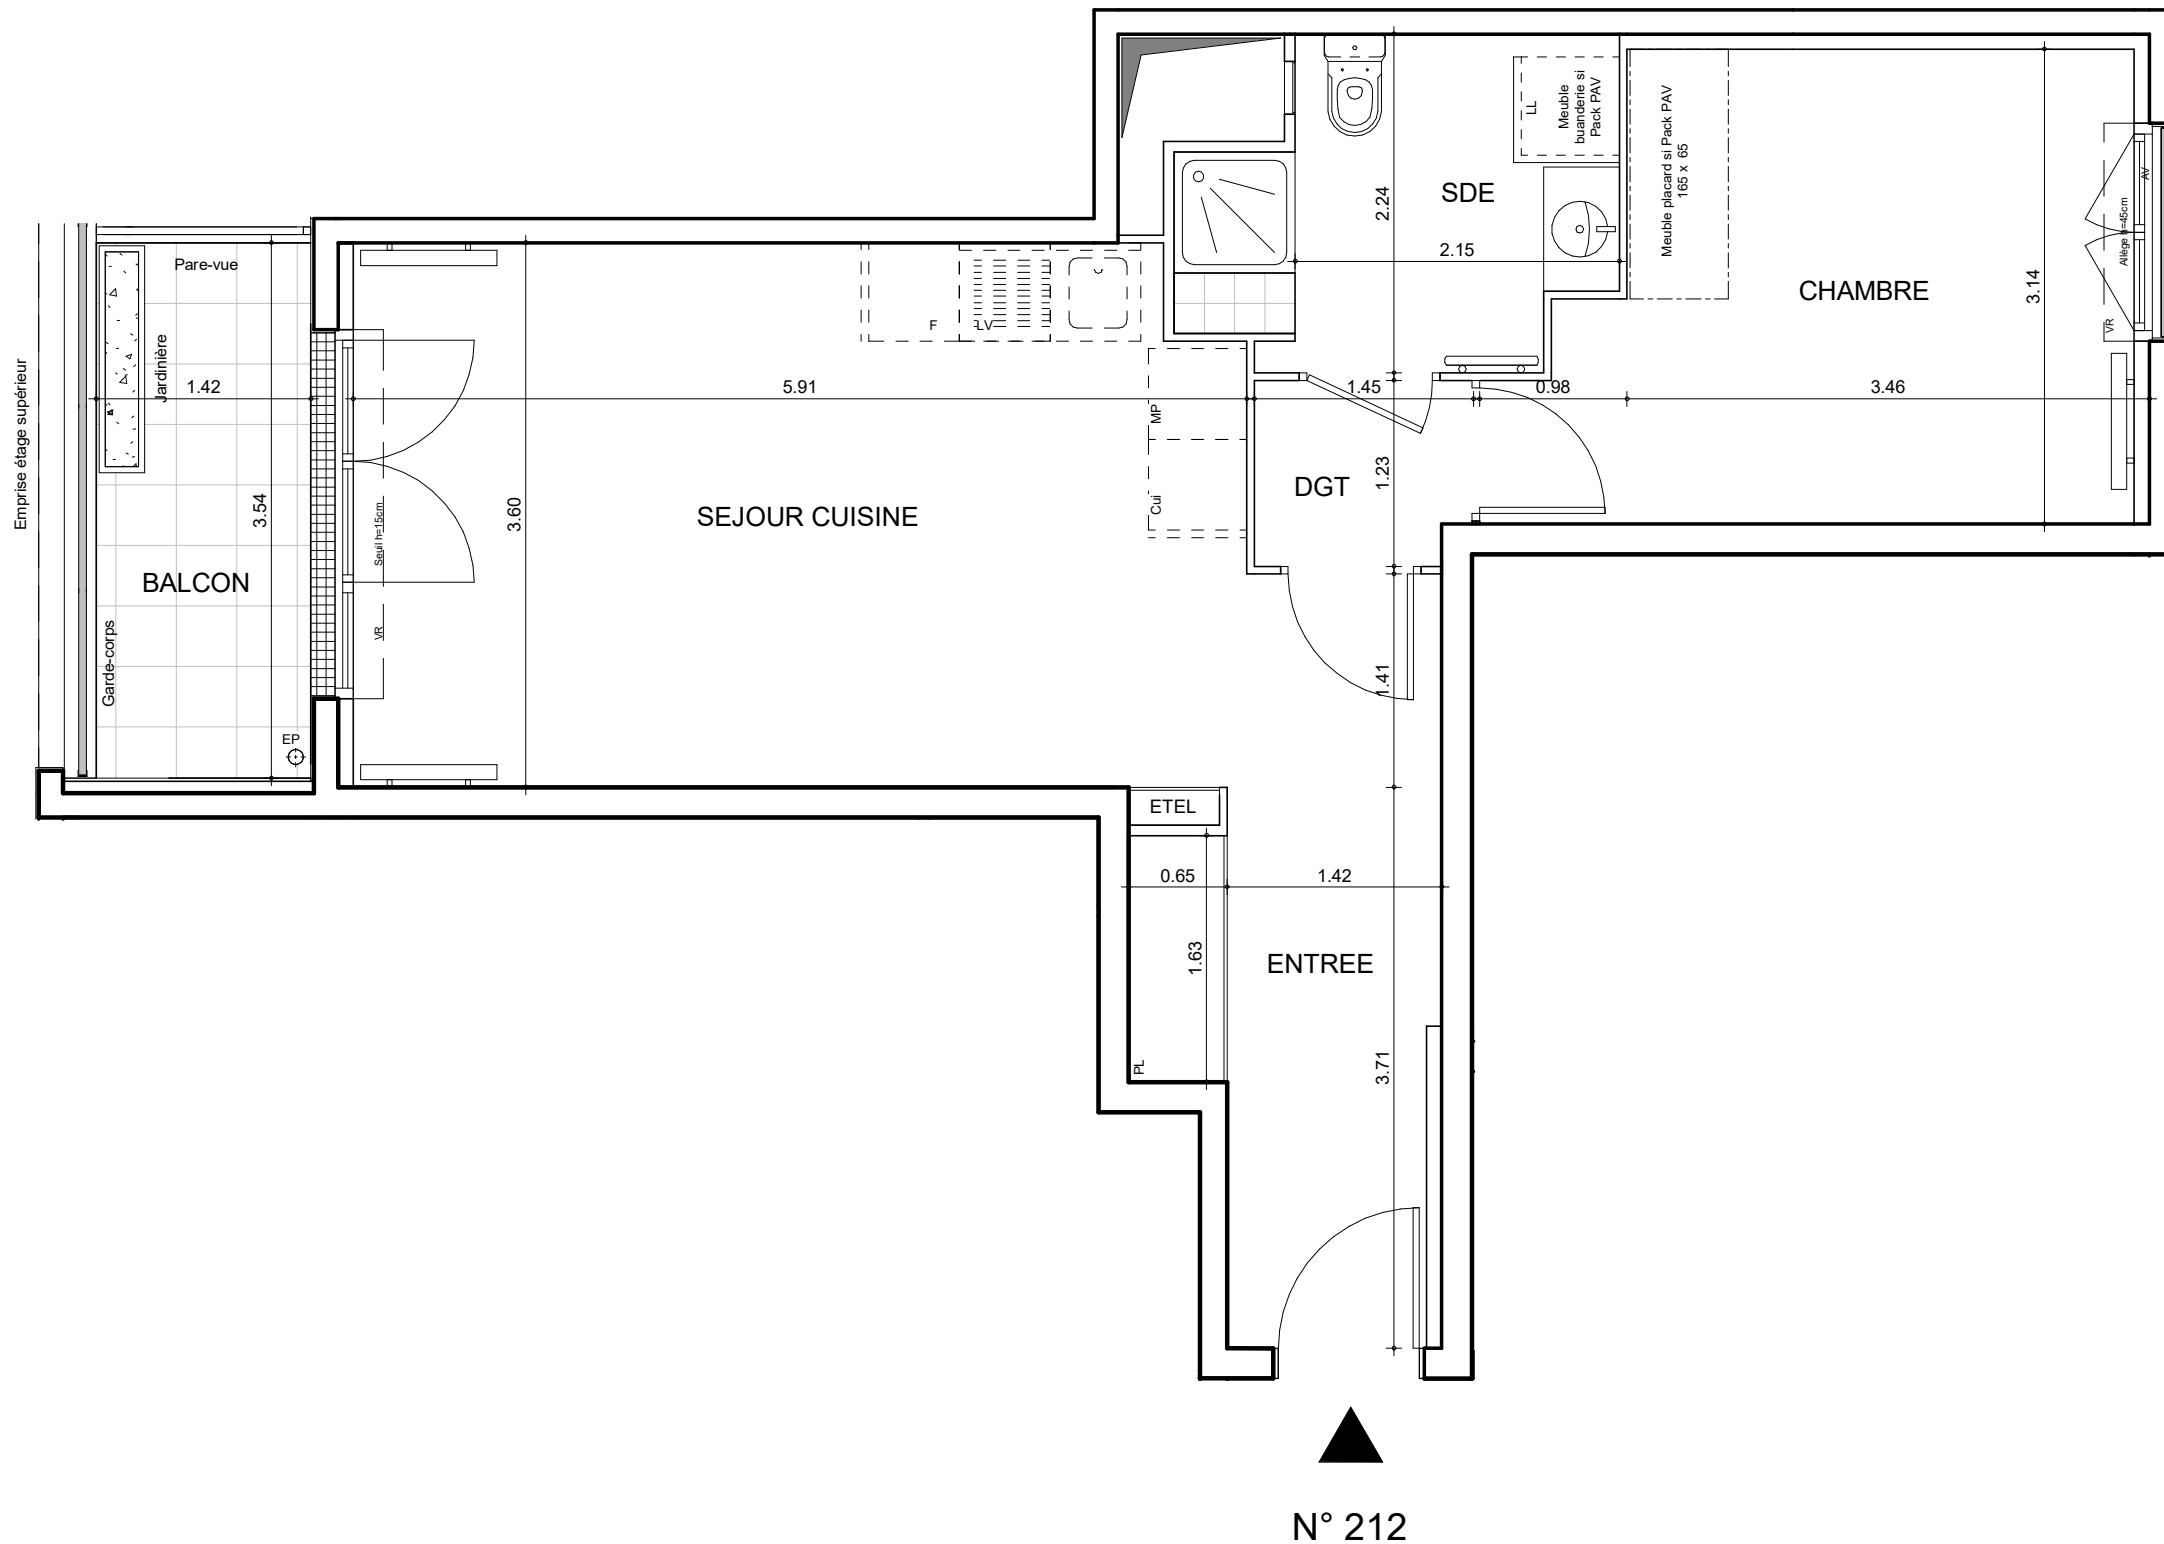 Emprise étage supérieur
Pare-vue
Jardinière
1.42
3.54
BALCON
Garde-corps
EP
Seuil h=15cm
VR
3.60
5.91
SEJOUR CUISINE
F
LV
MP
Cui
2.24
SDE
2.15
LL
Meuble
buanderie si
Pack PAV
Meuble placard si Pack PAV
165 x 65
CHAMBRE
3.14
AV
Allège h=45cm
VR
1.45
0.98
3.46
DGT
1.23
1.41
ETEL
0.65
1.42
1.63
ENTREE
PL
3.71
N° 212